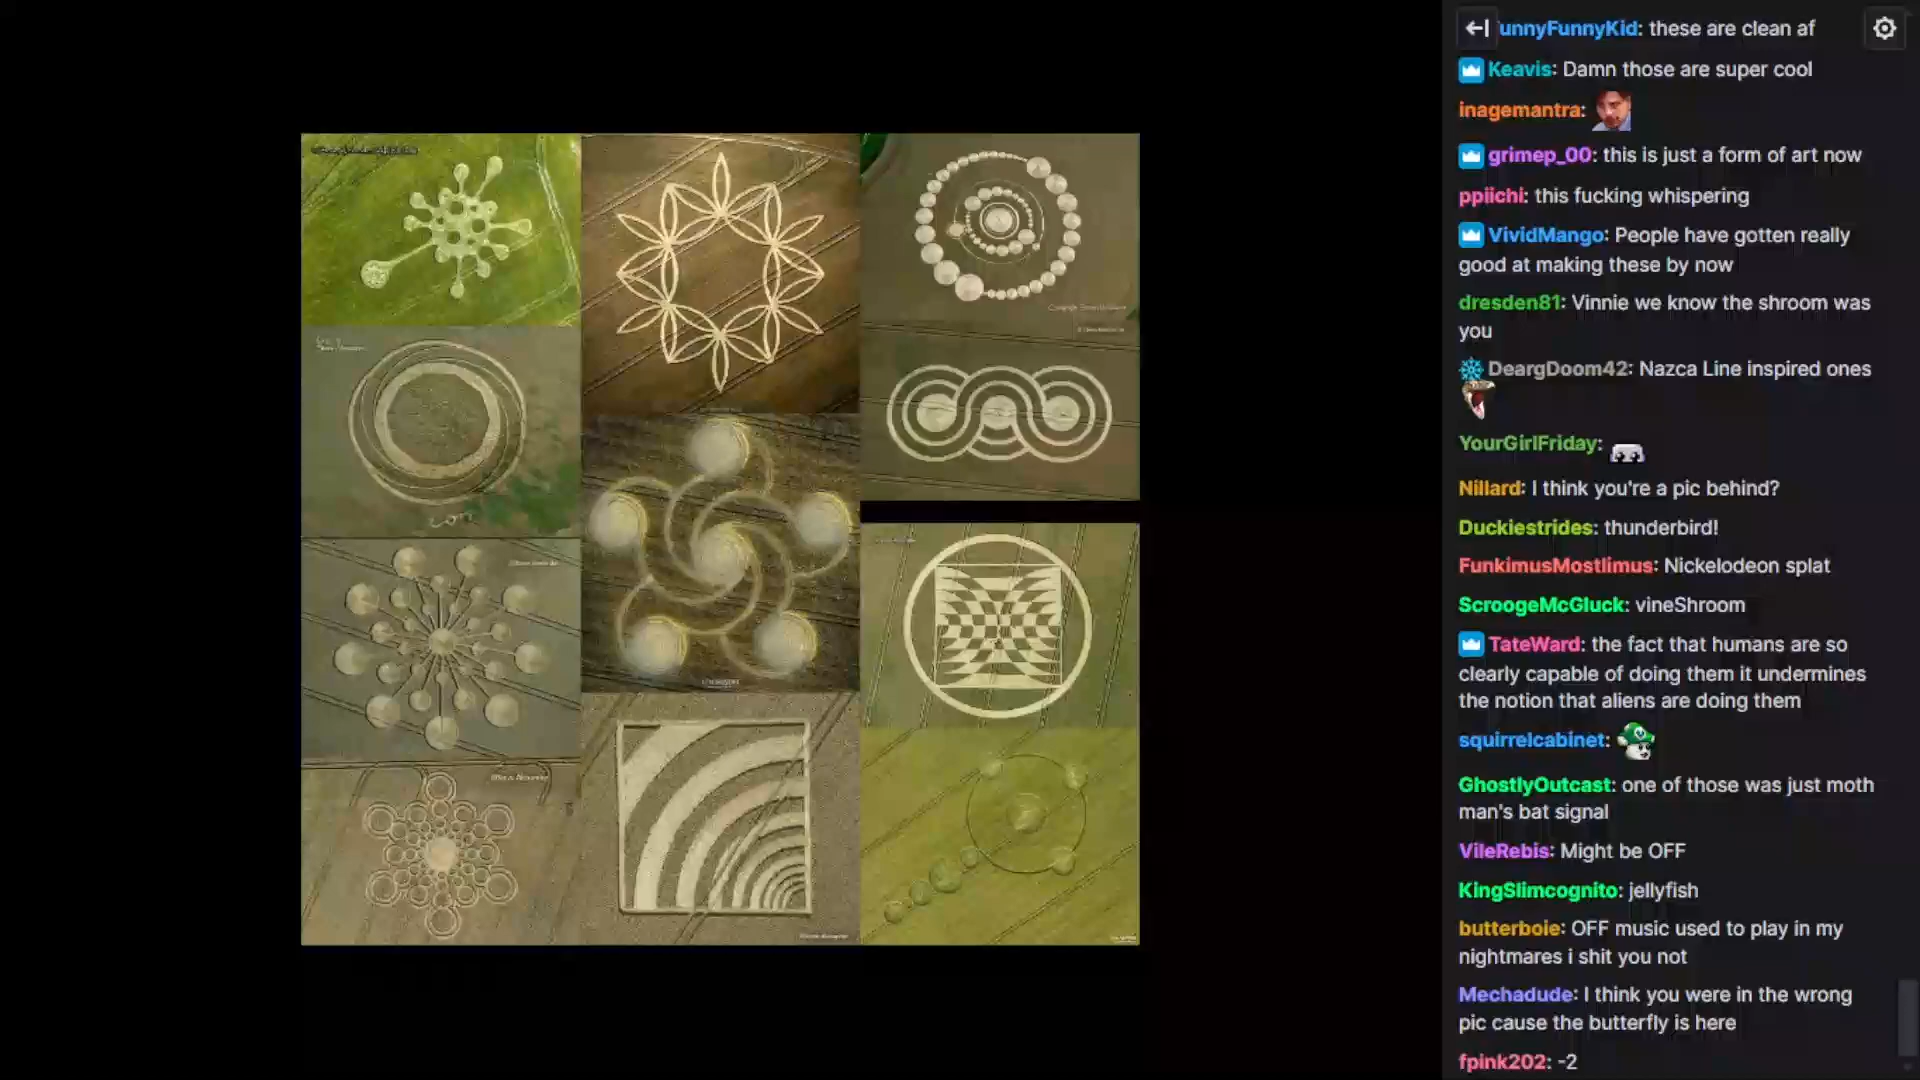 unnyFunnyKid: these are clean af
Keavis: Damn those are super cool
inagemantra:
grimep_00: this is just a form of art now
ppiichi: this fucking whispering
VividMango: People have gotten really
good at making these by now
dresden81: Vinnie we know the shroom was
you
DeargDoom42: Nazca Line inspired ones
YourGirlFriday:
Nillard: I think you're a pic behind?
Duckiestrides: thunderbird!
FunkimusMostlimus: Nickelodeon splat
ScroogeMcGluck: vineShroom
TateWard: the fact that humans are so
clearly capable of doing them it undermines
the notion that aliens are doing them
squirrelcabinet:
GhostlyOutcast: one of those was just moth
man's bat signal
VileRebis: Might be OFF
KingSlimcognito: jellyfish
butterboie: OFF music used to play in my
nightmares i shit you not
Mechadude: I think you were in the wrong
pic cause the butterfly is here
fpink202: -2